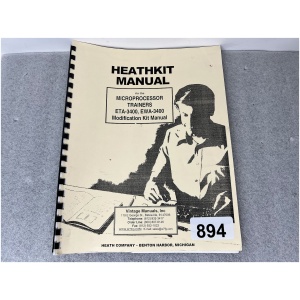 HEATHKIT
MANUAL
for the
MICROPROCESSOR
TRAINERS
ETA-3400, EWA-3400
Modification Kit Manual
Vintage Manuals, Inc
894
HEATH COMPANY - BENTON HARBOR, MICHIGAN